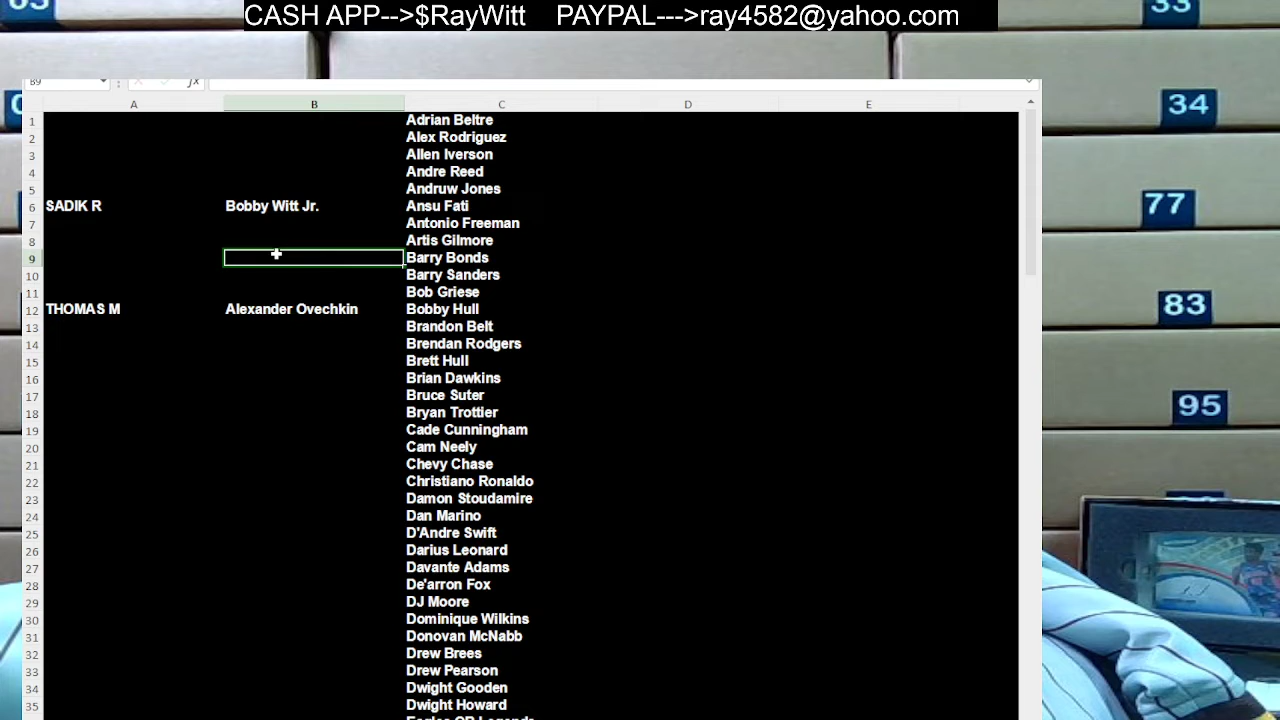 CASH APP-->$RayWitt PAYPAL--->ray4582@yahoo.com
33
34
77
83
95
B9 fx
A B C D E
1 Adrian Beltre
2 Alex Rodriguez
3 Allen Iverson
4 Andre Reed
5 Andruw Jones
6 SADIK R Bobby Witt Jr. Ansu Fati
7 Antonio Freeman
8 Artis Gilmore
9 Barry Bonds
10 Barry Sanders
11 Bob Griese
12 THOMAS M Alexander Ovechkin Bobby Hull
13 Brandon Belt
14 Brendan Rodgers
15 Brett Hull
16 Brian Dawkins
17 Bruce Suter
18 Bryan Trottier
19 Cade Cunningham
20 Cam Neely
21 Chevy Chase
22 Christiano Ronaldo
23 Damon Stoudamire
24 Dan Marino
25 D'Andre Swift
26 Darius Leonard
27 Davante Adams
28 De'arron Fox
29 DJ Moore
30 Dominique Wilkins
31 Donovan McNabb
32 Drew Brees
33 Drew Pearson
34 Dwight Gooden
35 Dwight Howard